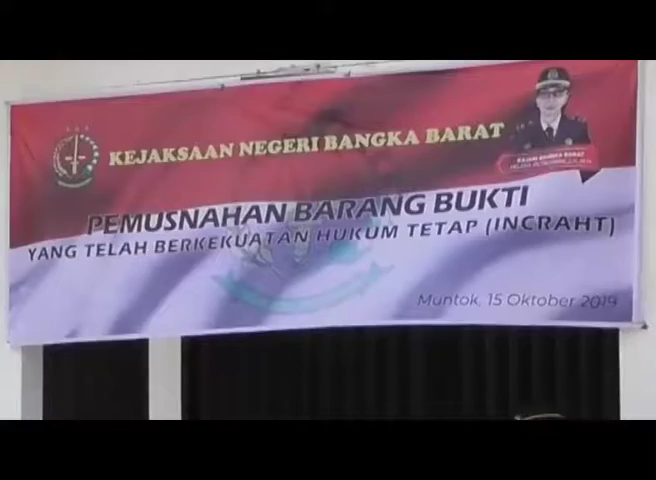 KEJAKSAAN NEGERI BANGKA BARAT
PEMUSNAHAN BARANG BUKTI
YANG TELAH BERKEKUATAN HUKUM TETAP (INCRAHT)
Muntok, 15 Oktober 2019